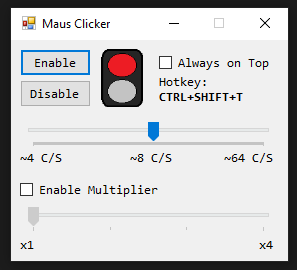 Maus Clicker
Enable
Always on Top
Disable
Hotkey:
CTRL+SHIFT+T
~4 C/S ~8 C/S ~64 C/S
Enable Multiplier
x1 x4